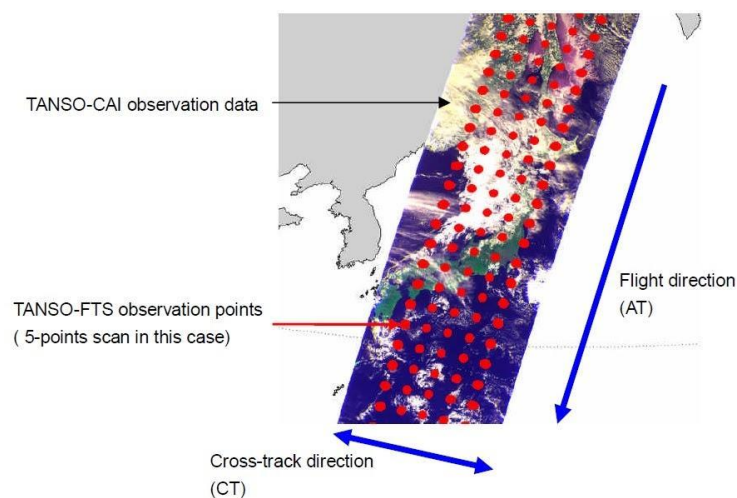 TANSO-CAI observation data
TANSO-FTS observation points
( 5-points scan in this case)
Flight direction
(AT)
Cross-track direction
(CT)